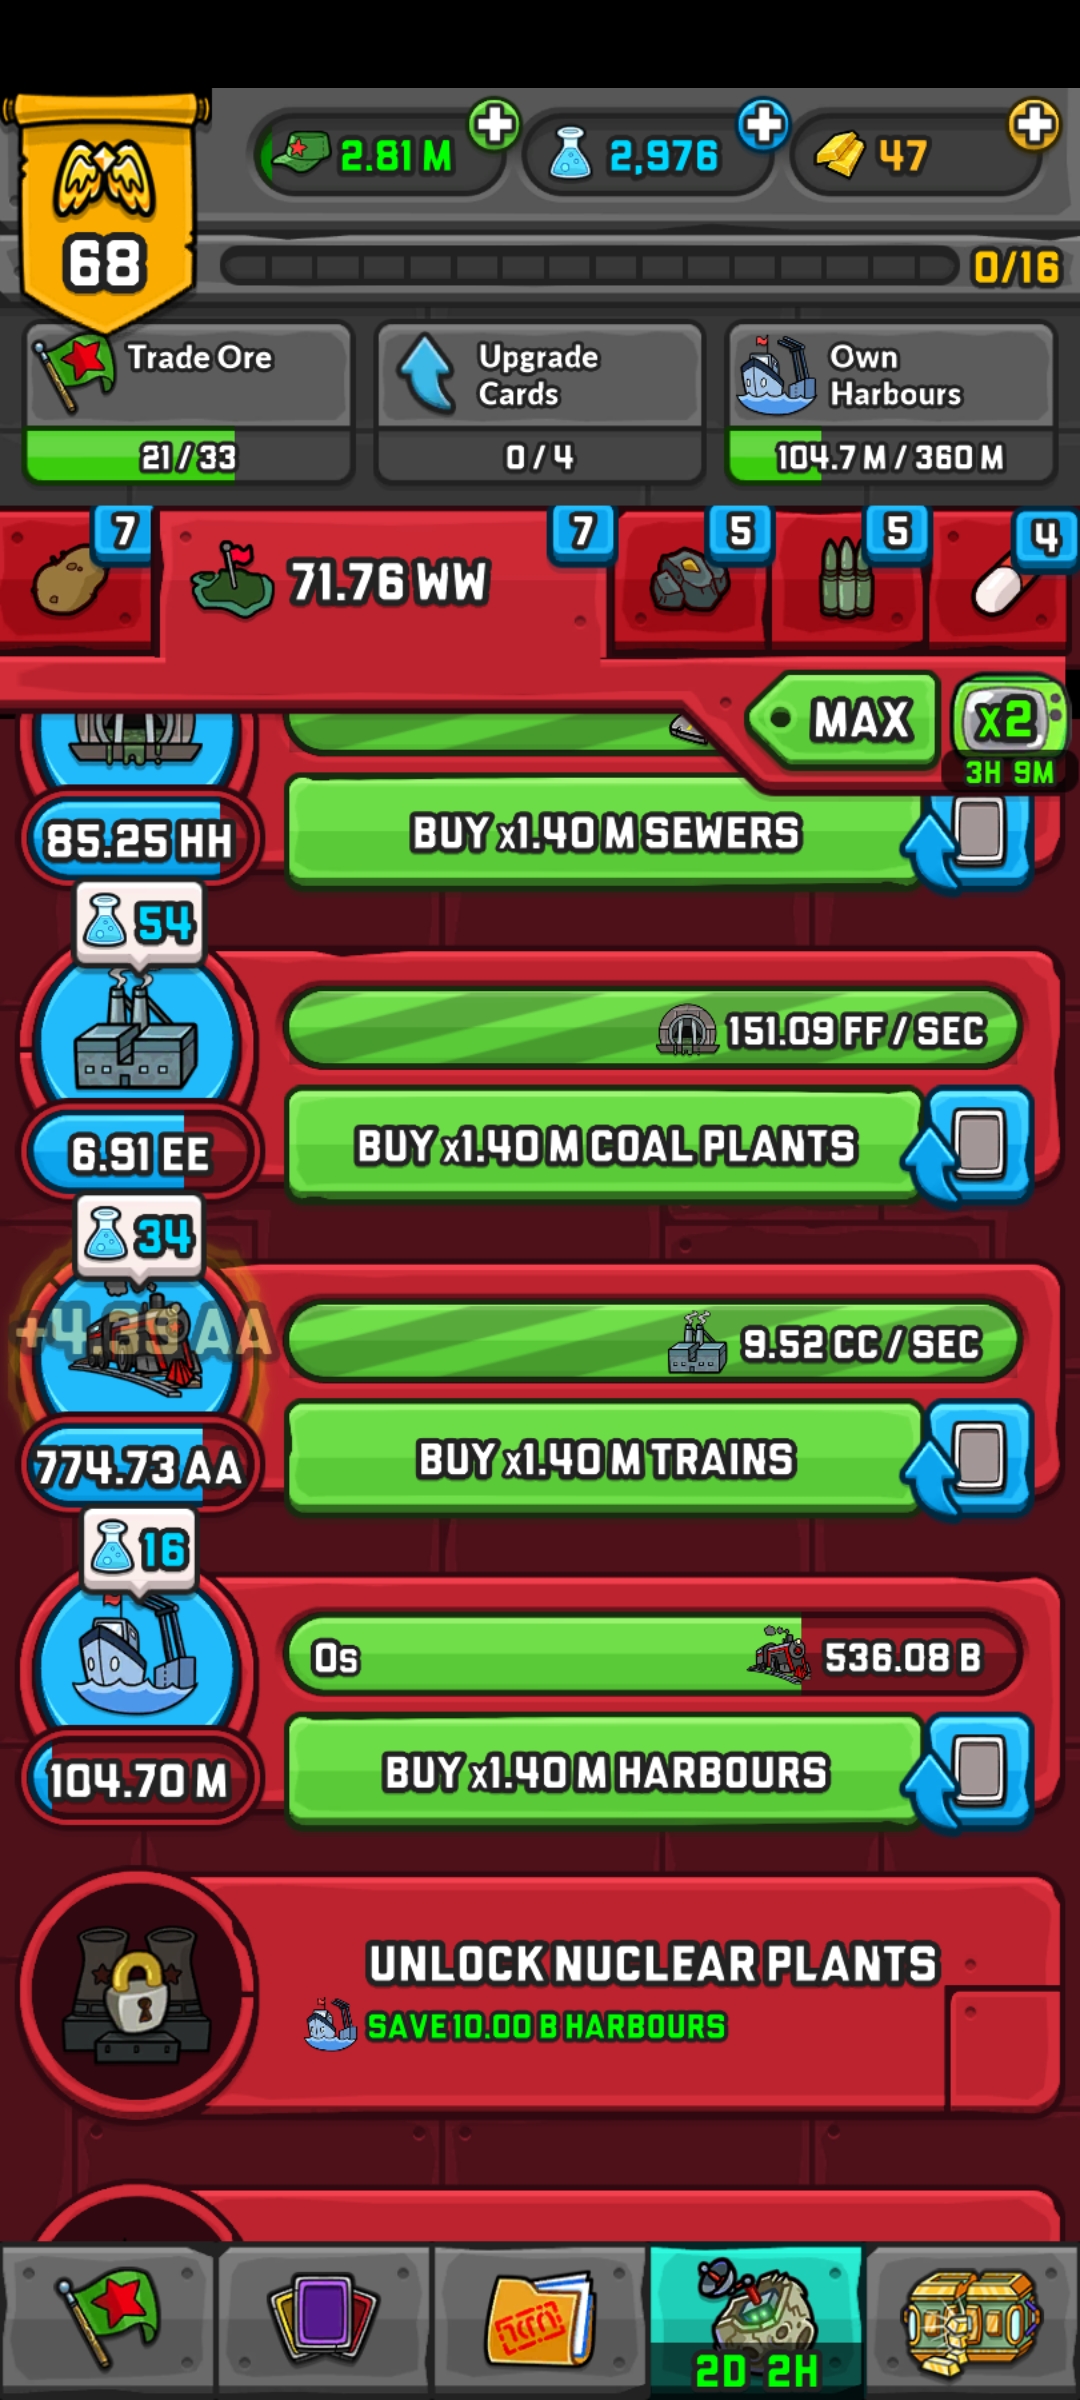 2.81 M
2,976
47
68
0/16
Trade Ore
21/33
Upgrade
Cards
0/4
Own
Harbours
104.7 M/360 M
7
71.76 WW
7
5
5
4
MAX
x2
3H 9M
85.25 HH
BUY x1.40 M SEWERS
54
151.09 FF/SEC
6.91 EE
BUY x1.40 M COAL PLANTS
34
9.52 CC/SEC
774.73 AA
BUY x1.40 M TRAINS
16
0s
536.08 B
104.70 M
BUY x1.40 M HARBOURS
UNLOCK NUCLEAR PLANTS
SAVE 10.00 B HARBOURS
2D 2H